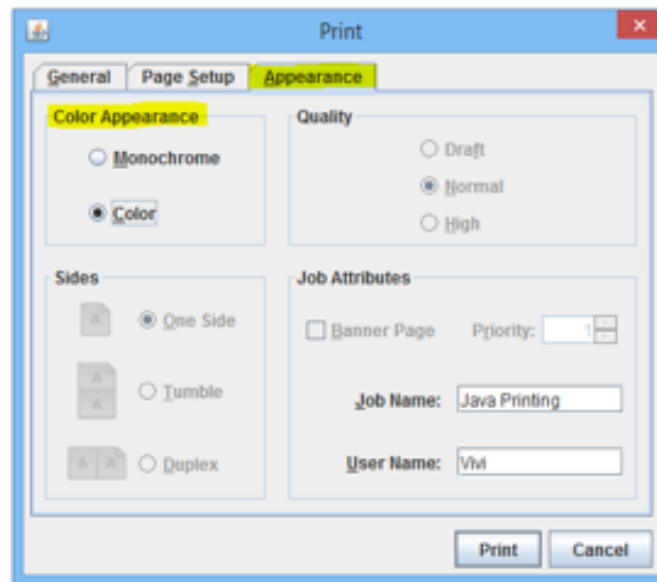 Print
General Page Setup Appearance
Color Appearance
Monochrome
Color
Quality
Draft
Normal
High
Sides
A
One Side
A
A
Tumble
A A
Duplex
Job Attributes
Banner Page Priority: 1
Job Name: Java Printing
User Name: Vivi
Print Cancel